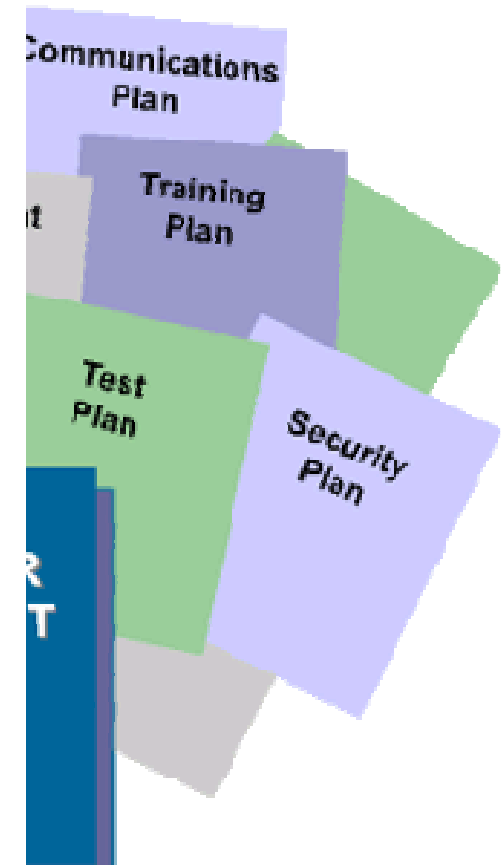 Communications
Plan
Training
Plan
t
Test
Plan
Security
Plan
R
T